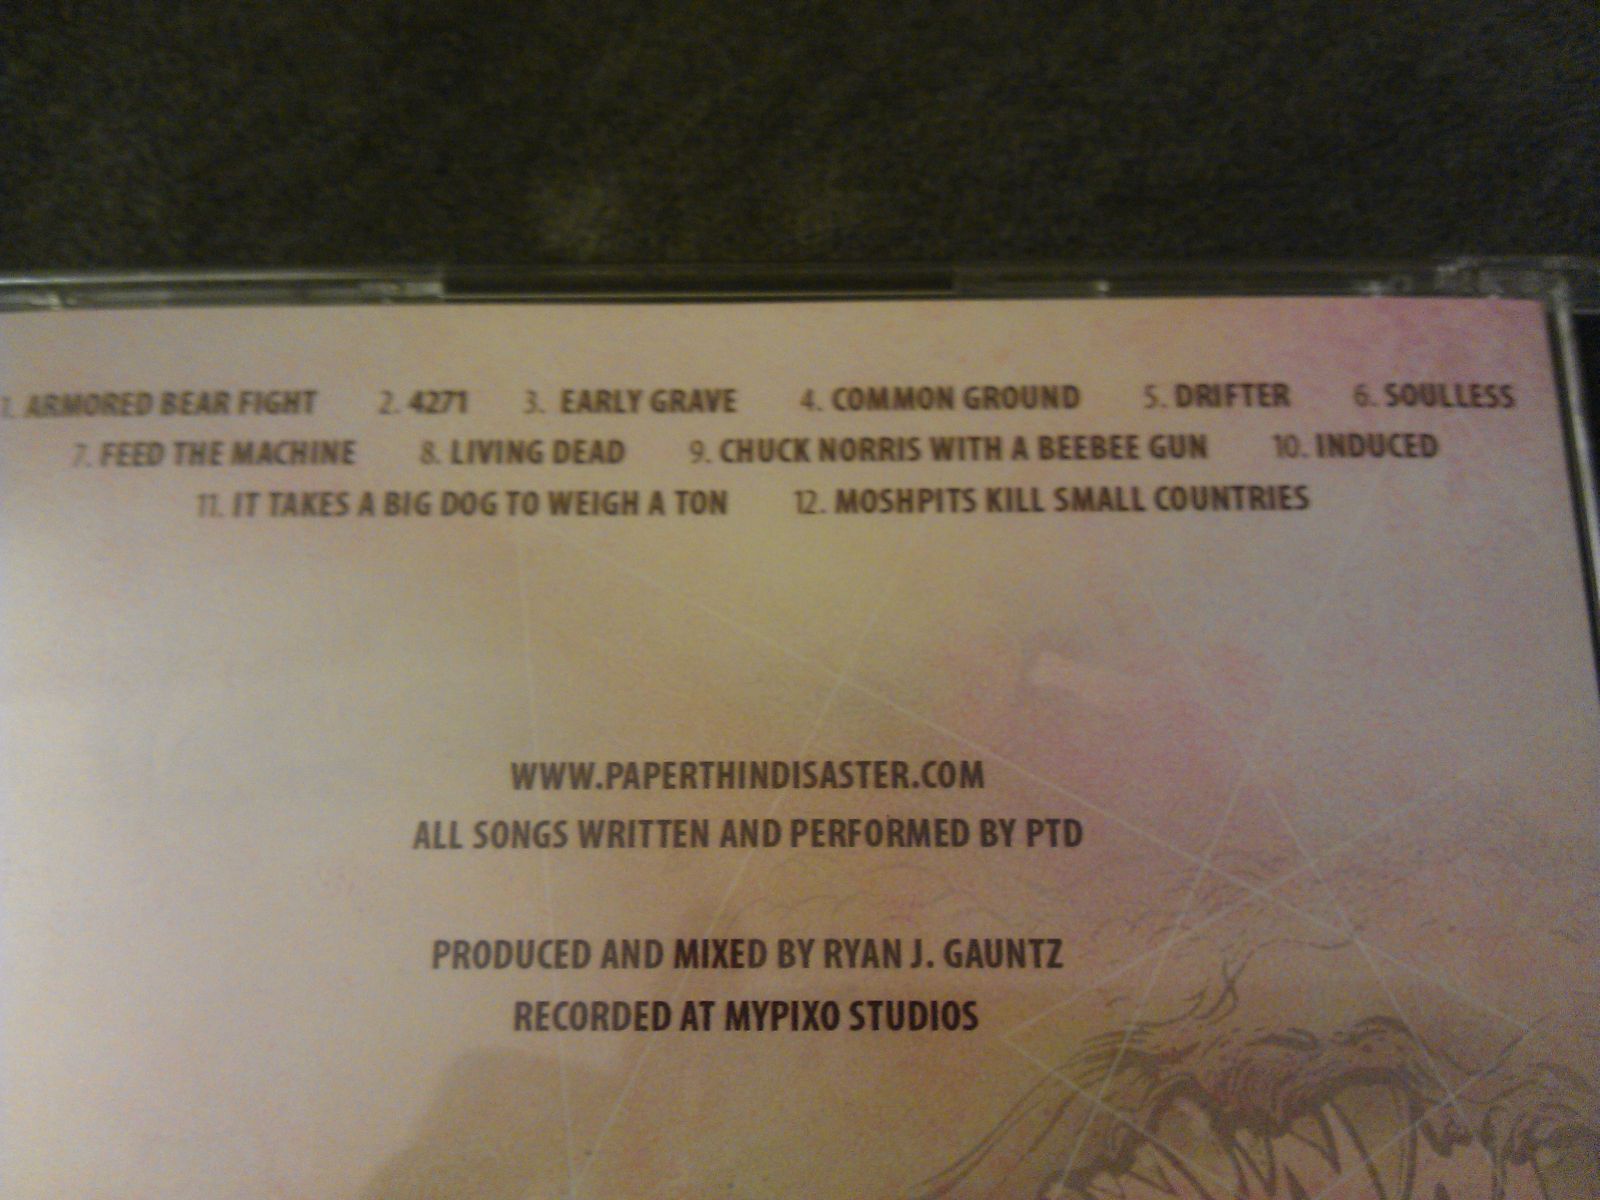 1. ARMORED BEAR FIGHT 2. 4271 3. EARLY GRAVE 4. COMMON GROUND 5. DRIFTER 6. SOULLESS
7. FEED THE MACHINE 8. LIVING DEAD 9. CHUCK NORRIS WITH A BEEBEE GUN 10. INDUCED
11. IT TAKES A BIG DOG TO WEIGH A TON 12. MOSHPITS KILL SMALL COUNTRIES
WWW.PAPERTHINDISASTER.COM
ALL SONGS WRITTEN AND PERFORMED BY PTD
PRODUCED AND MIXED BY RYAN J. GAUNTZ
RECORDED AT MYPIXO STUDIOS